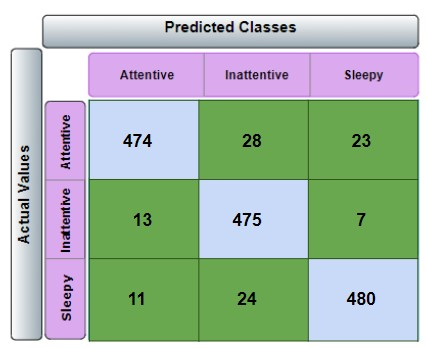 Predicted Classes
Attentive Inattentive Sleepy
Actual Values
Attentive 474 28 23
Inattentive 13 475 7
Sleepy 11 24 480